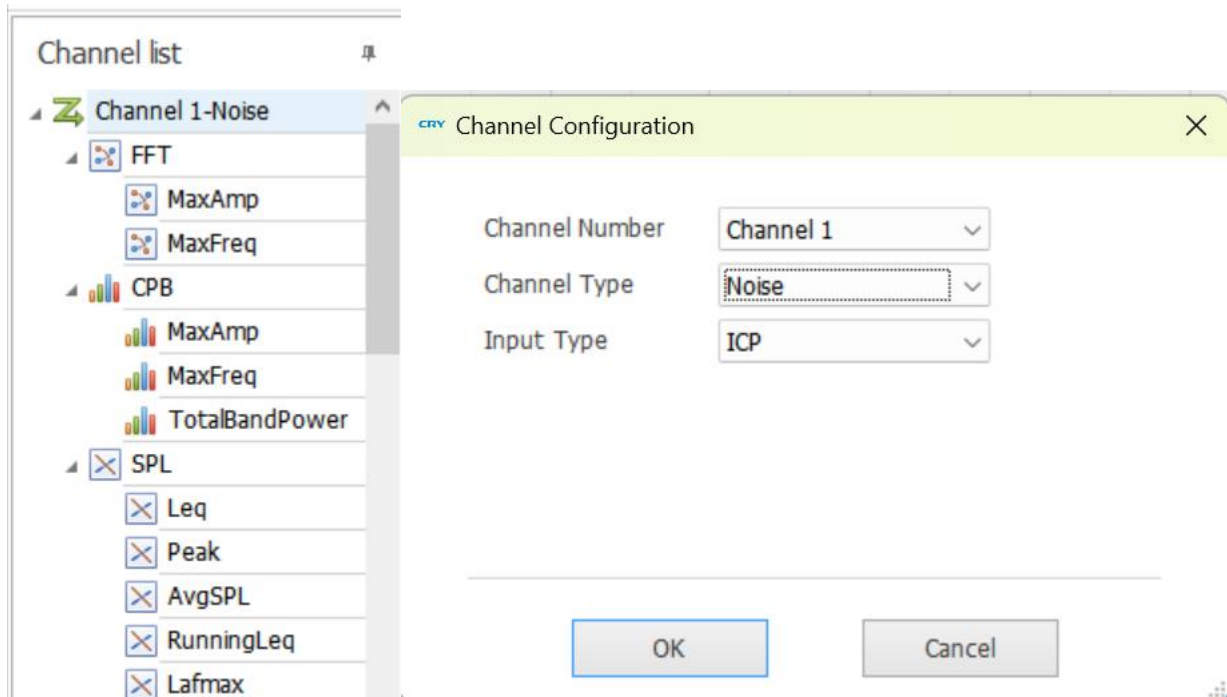 Channel list
Channel 1-Noise
FFT
MaxAmp
MaxFreq
CPB
MaxAmp
MaxFreq
TotalBandPower
SPL
Leq
Peak
AvgSPL
RunningLeq
Lafmax
CRY Channel Configuration
Channel Number Channel 1
Channel Type Noise
Input Type ICP
OK Cancel